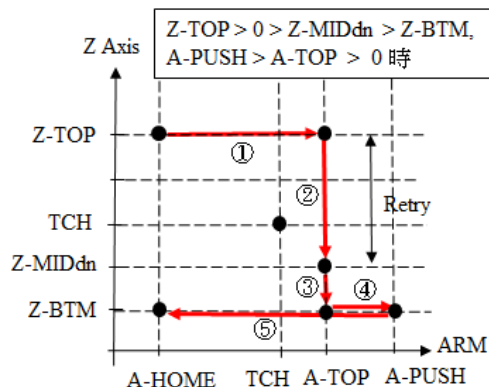 Z-TOP > 0 > Z-MIDdn > Z-BTM,
A-PUSH > A-TOP > 0 時
Z Axis
Z-TOP
①
②
Retry
TCH
Z-MIDdn
③
④
Z-BTM
⑤
ARM
A-HOME TCH A-TOP A-PUSH